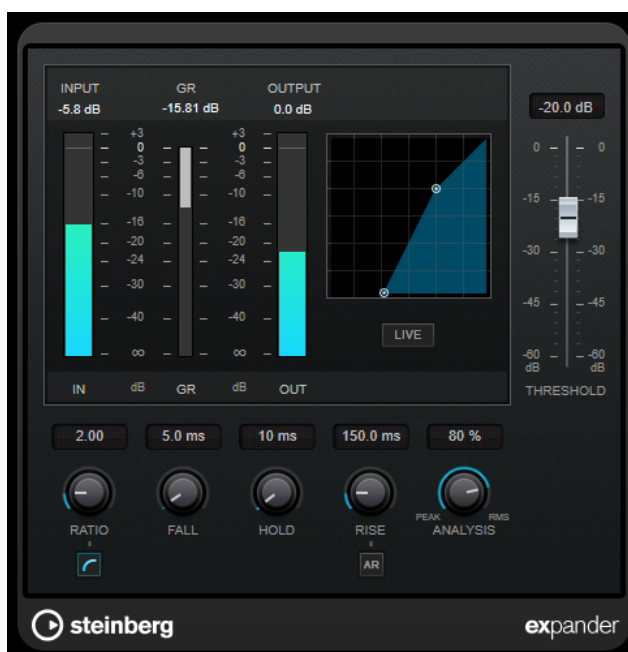 INPUT GR OUTPUT
-5.8 dB -15.81 dB 0.0 dB
-20.0 dB
+3 +3
0 0
-3 -3
-6 -6
-10 -10
-16 -16
-20 -20
-24 -24
-30 -30
-40 -40
∞ ∞
IN dB GR dB OUT
LIVE
0 0
-15 -15
-30 -30
-45 -45
-60 -60
dB dB
THRESHOLD
2.00 5.0 ms 10 ms 150.0 ms 80 %
PEAK RMS
RATIO FALL HOLD RISE ANALYSIS
AR
steinberg expander